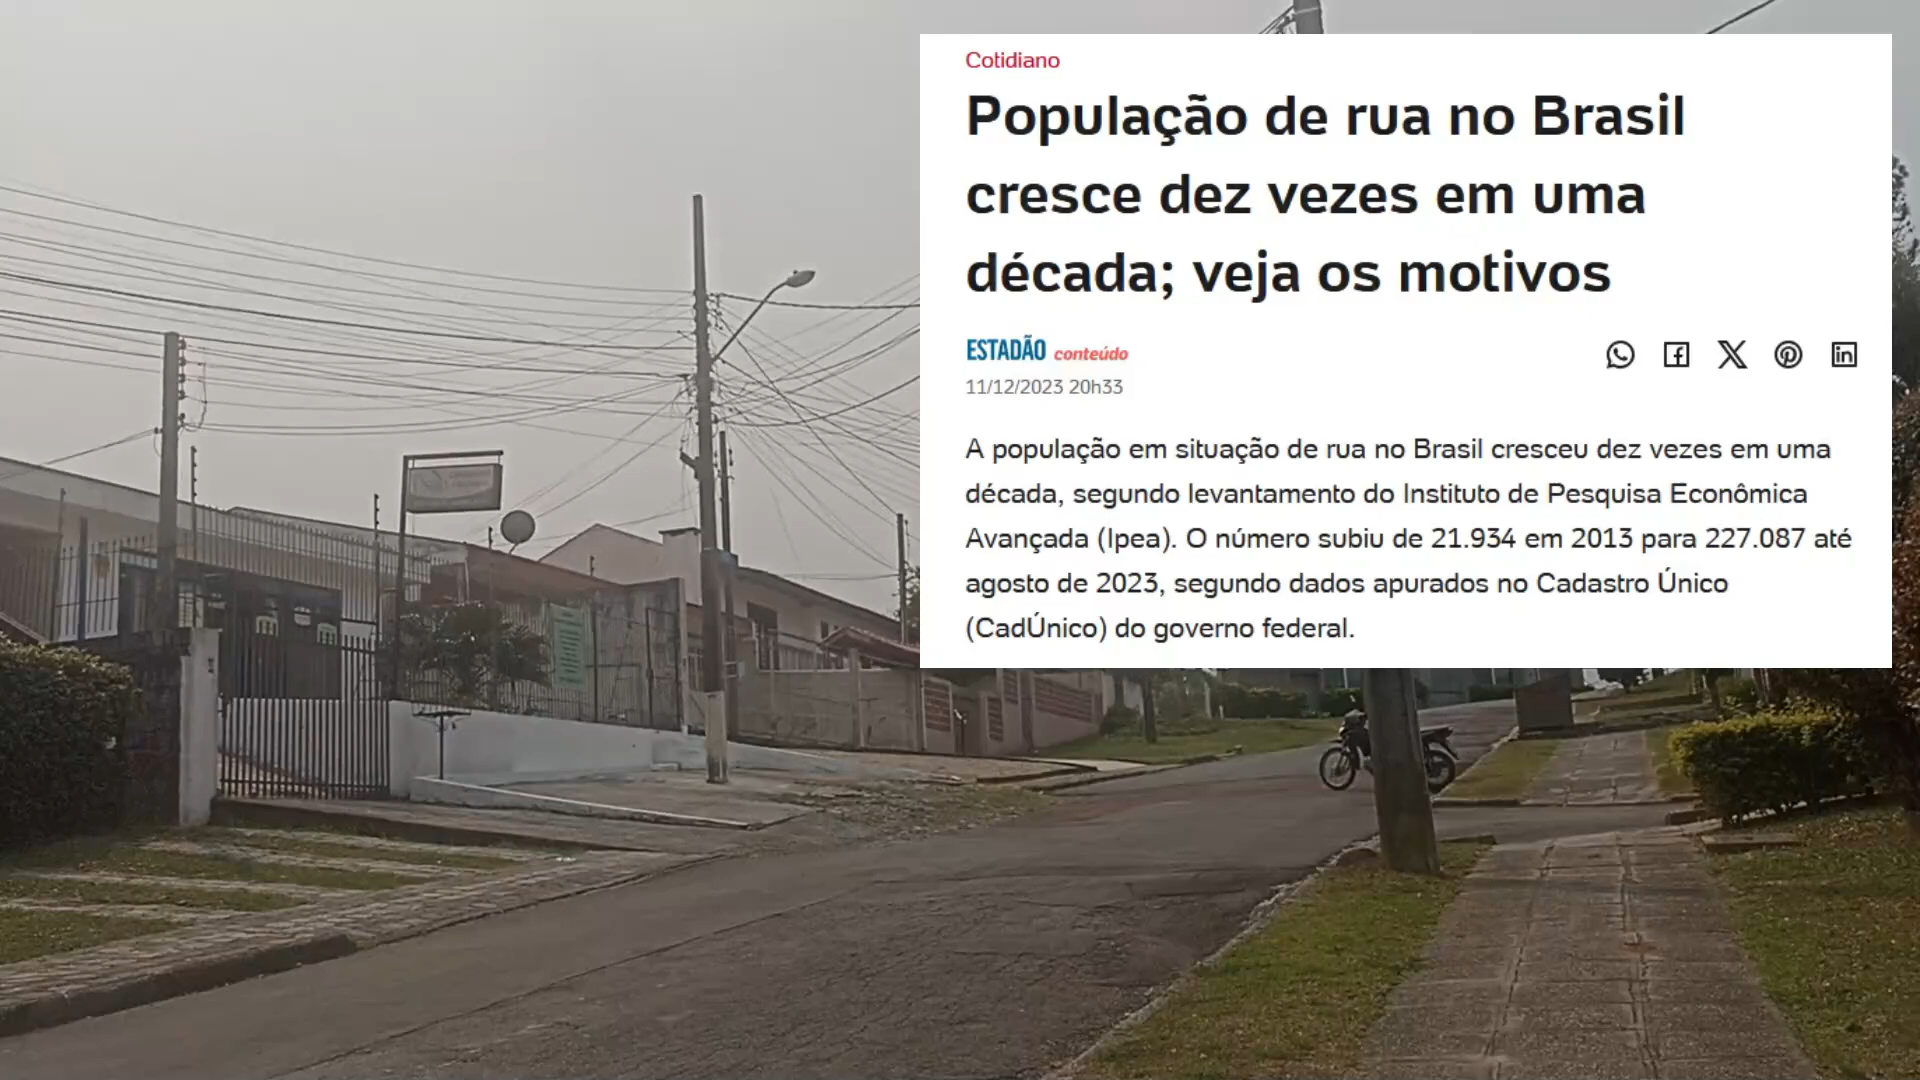 Cotidiano
População de rua no Brasil
cresce dez vezes em uma
década; veja os motivos
ESTADÃO conteúdo
11/12/2023 20h33
A população em situação de rua no Brasil cresceu dez vezes em uma
década, segundo levantamento do Instituto de Pesquisa Econômica
Avançada (Ipea). O número subiu de 21.934 em 2013 para 227.087 até
agosto de 2023, segundo dados apurados no Cadastro Único
(CadÚnico) do governo federal.